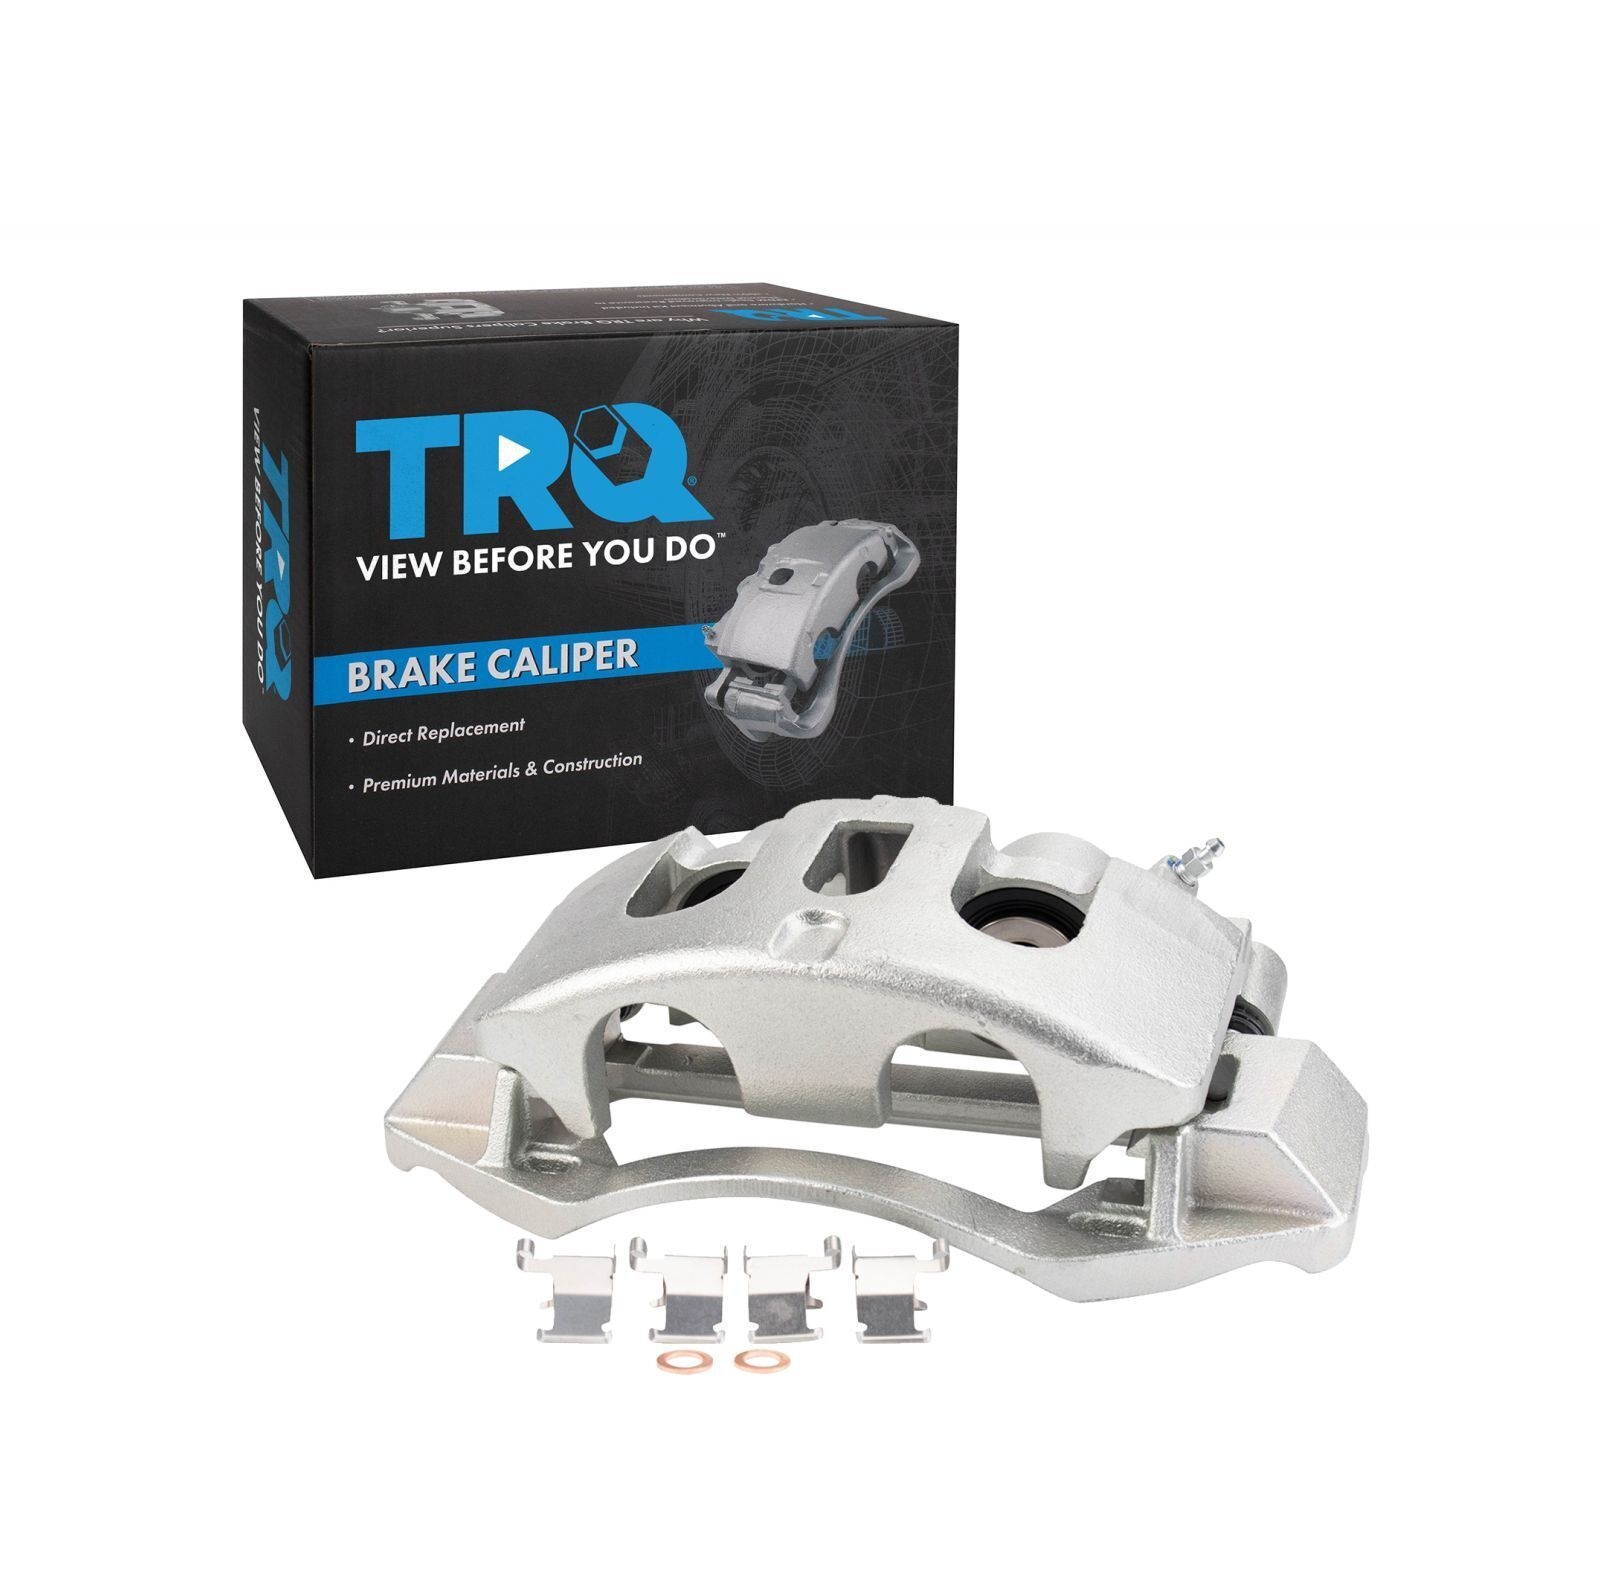 Why are TRQ Brake Calipers Superior?
TRQ
TRQ®
VIEW BEFORE YOU DO™
BRAKE CALIPER
• Direct Replacement
• Premium Materials & Construction
TRQ
VIEW BEFORE YOU DO